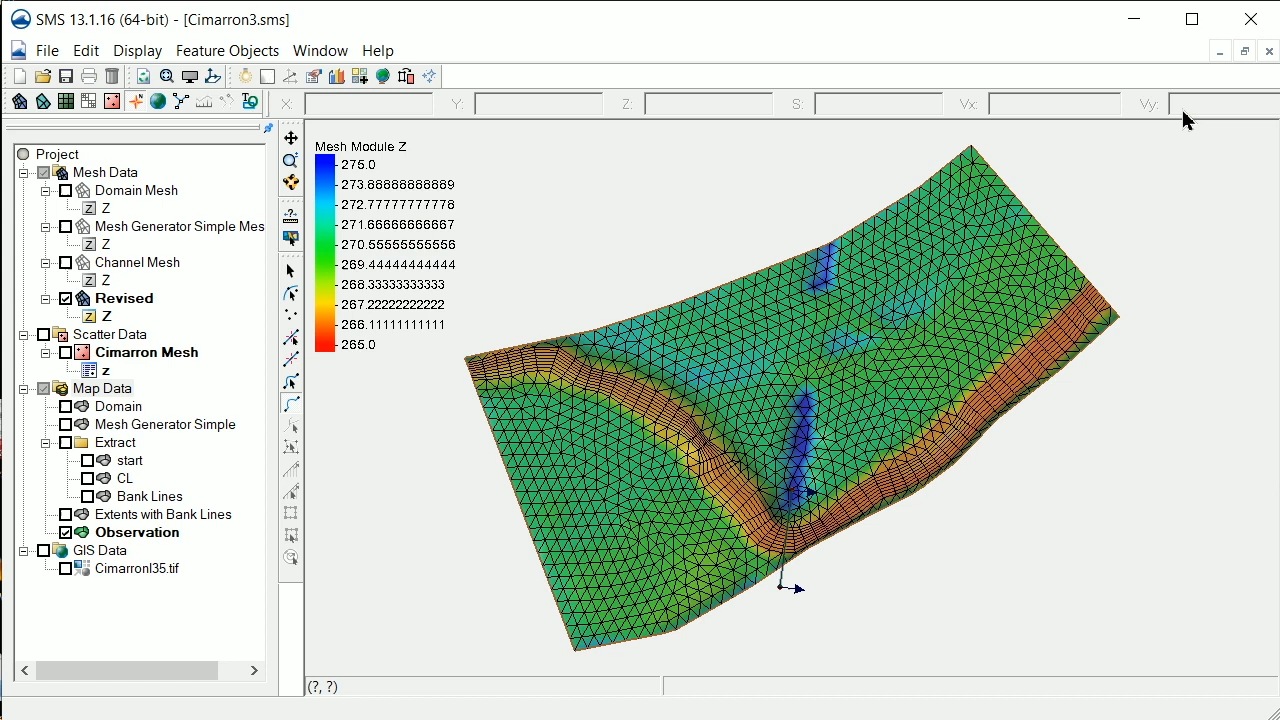 SMS 13.1.16 (64-bit) - [Cimarron3.sms]
File Edit Display Feature Objects Window Help
X: Y: Z: S: Vx: Vy:
Project
Mesh Data
Domain Mesh
Z
Mesh Generator Simple Mes
Z
Channel Mesh
Z
Revised
Z
Scatter Data
Cimarron Mesh
z
Map Data
Domain
Mesh Generator Simple
Extract
start
CL
Bank Lines
Extents with Bank Lines
Observation
GIS Data
CimarronI35.tif
Mesh Module Z
275.0
273.88888888889
272.77777777778
271.66666666667
270.55555555556
269.44444444444
268.33333333333
267.22222222222
266.11111111111
265.0
(?, ?)